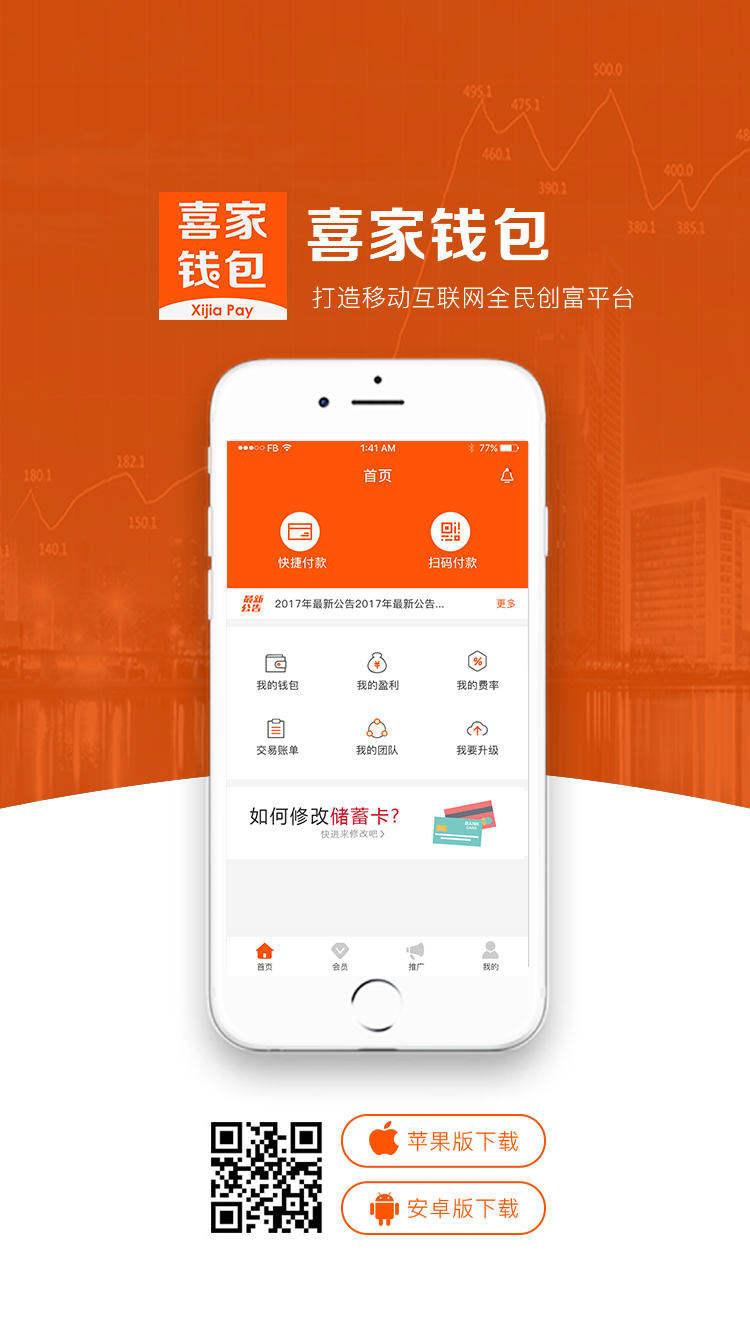 495.1
500.0
475.1
460.1
390.1
400.0
380.1
385.1
喜家
钱包
Xijia Pay
喜家钱包
打造移动互联网全民创富平台
180.1
182.1
150.1
140.1
FB 1:41 AM 77%
首页
快捷付款 扫码付款
最新
公告
2017年最新公告2017年最新公告... 更多
我的钱包 我的盈利 我的费率
交易账单 我的团队 我要升级
如何修改储蓄卡?
快进来修改吧
BANK
CARD
首页 会员 推广 我的
苹果版下载
安卓版下载